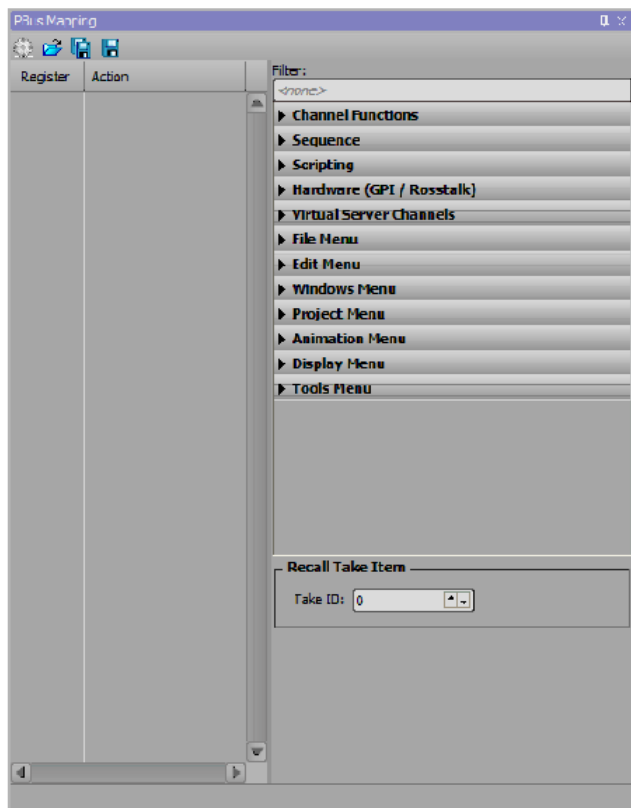 PBus Mapping
Register Action
Filter:
<none>
Channel Functions
Sequence
Scripting
Hardware (GPI / Rosstalk)
Virtual Server Channels
File Menu
Edit Menu
Windows Menu
Project Menu
Animation Menu
Display Menu
Tools Menu
Recall Take Item
Take ID: 0